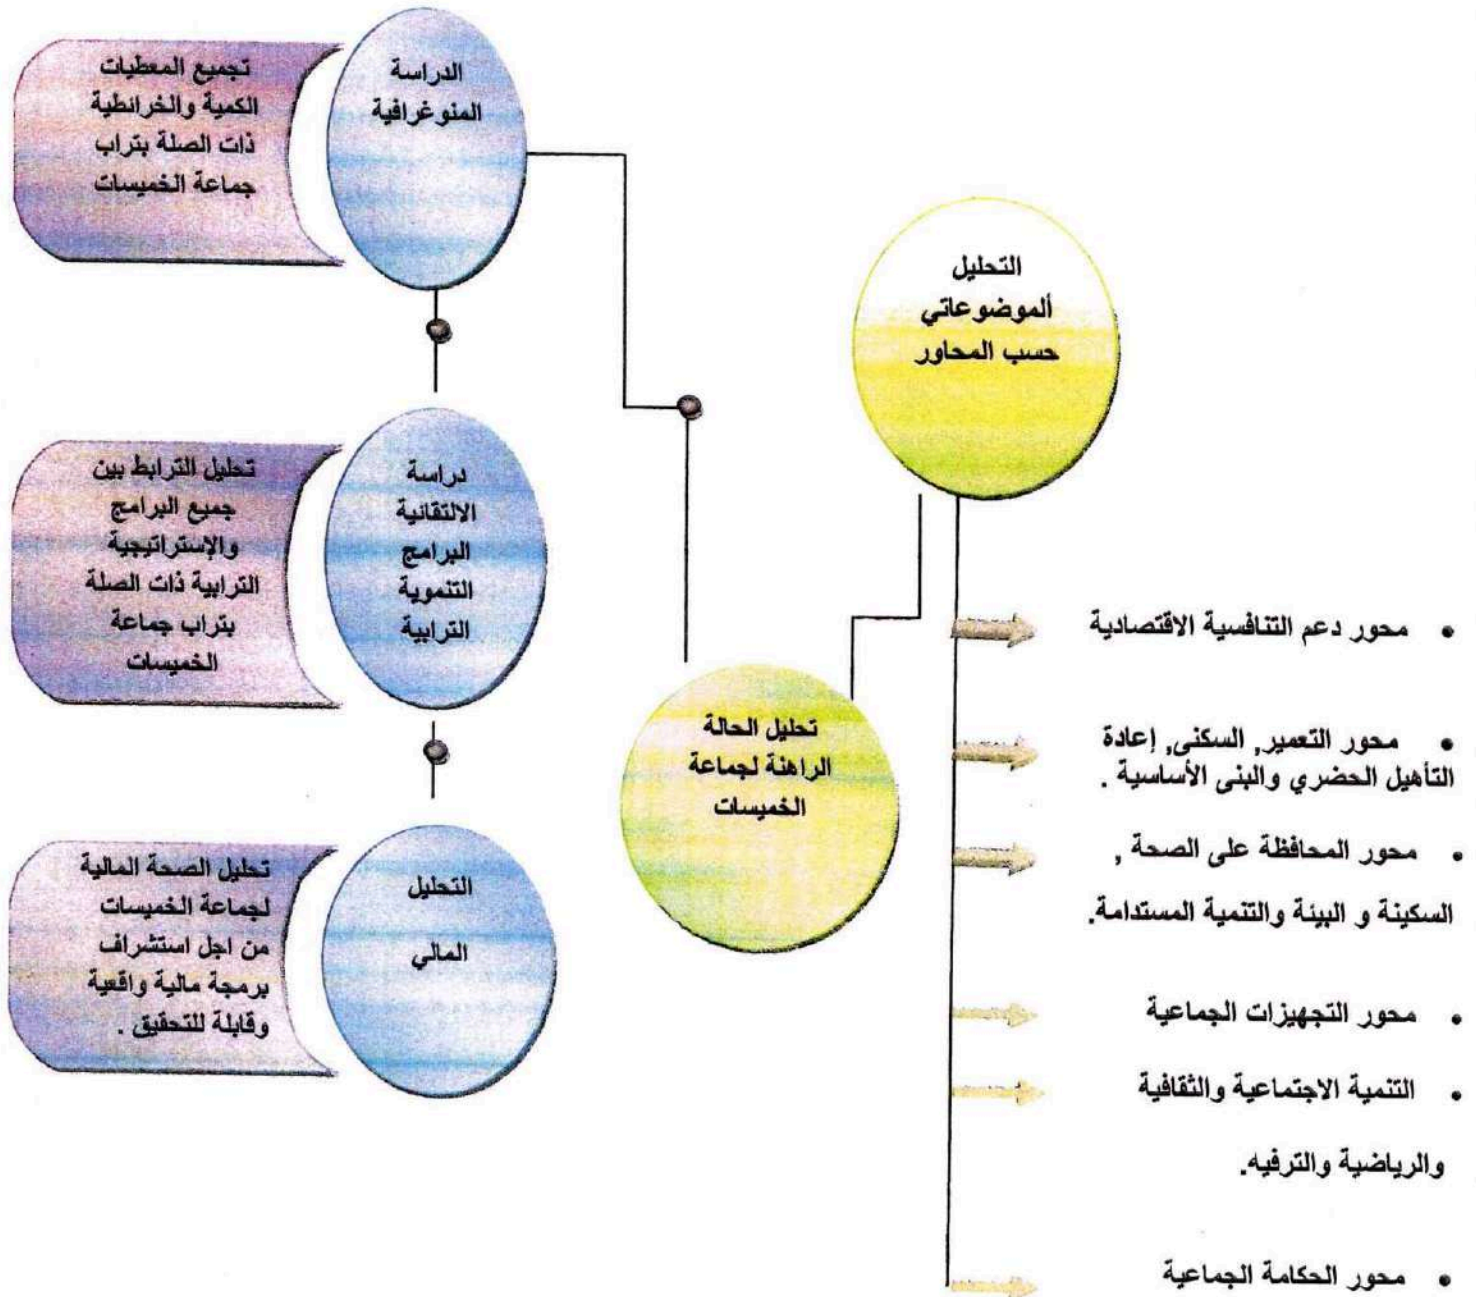 التحليل
ألموضوعاتي
حسب المحاور
• محور دعم التنافسية الاقتصادية
• محور التعمير, السكنى, إعادة
التأهيل الحضري والبنى الأساسية .
• محور المحافظة على الصحة ,
السكينة و البيئة والتنمية المستدامة.
• محور التجهيزات الجماعية
• التنمية الاجتماعية والثقافية
والرياضية والترفيه.
• محور الحكامة الجماعية
تحليل الحالة
الراهنة لجماعة
الخميسات
الدراسة
المنوغرافية
تجميع المعطيات
الكمية والخرائطية
ذات الصلة بتراب
جماعة الخميسات
دراسة
الالتقائية
البرامج
التنموية
الترابية
تحليل الترابط بين
جميع البرامج
والإستراتيجية
الترابية ذات الصلة
بتراب جماعة
الخميسات
التحليل
المالي
تحليل الصحة المالية
لجماعة الخميسات
من اجل استشراف
برمجة مالية واقعية
وقابلة للتحقيق .